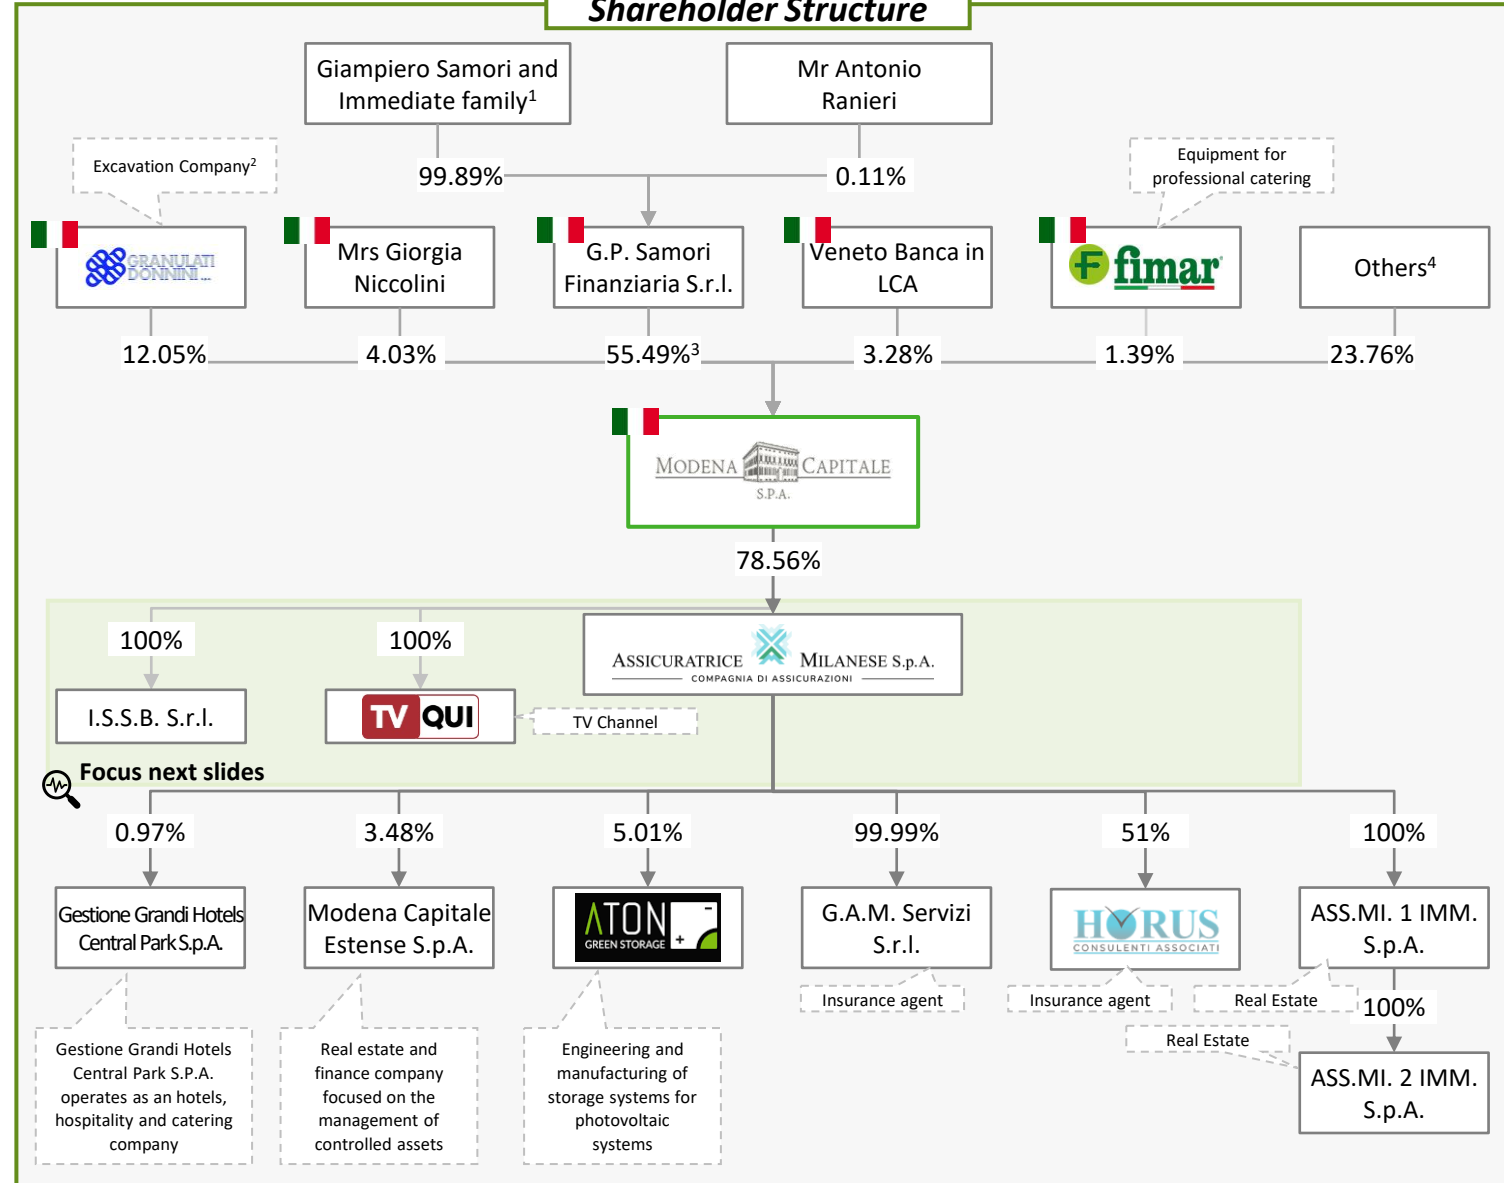 Shareholder Structure
Giampiero Samori and
Immediate family1
Mr Antonio
Ranieri
99.89%
0.11%
Excavation Company2
Equipment for
professional catering
GRANULATI
DONNINI
Mrs Giorgia
Niccolini
G.P. Samori
Finanziaria S.r.l.
Veneto Banca in
LCA
fimar
Others4
12.05%
4.03%
55.49%3
3.28%
1.39%
23.76%
MODENA CAPITALE
S.P.A.
78.56%
100%
100%
ASSICURATRICE MILANESE S.p.A.
COMPAGNIA DI ASSICURAZIONI
I.S.S.B. S.r.l.
TV QUI
TV Channel
Focus next slides
0.97%
3.48%
5.01%
99.99%
51%
100%
Gestione Grandi Hotels
Central Park S.p.A.
Modena Capitale
Estense S.p.A.
ATON
GREEN STORAGE
G.A.M. Servizi
S.r.l.
HORUS
CONSULENTI ASSOCIATI
ASS.MI. 1 IMM.
S.p.A.
Insurance agent
Insurance agent
Real Estate
100%
Gestione Grandi Hotels
Central Park S.P.A.
operates as an hotels,
hospitality and catering
company
Real estate and
finance company
focused on the
management of
controlled assets
Engineering and
manufacturing of
storage systems for
photovoltaic
systems
Real Estate
ASS.MI. 2 IMM.
S.p.A.